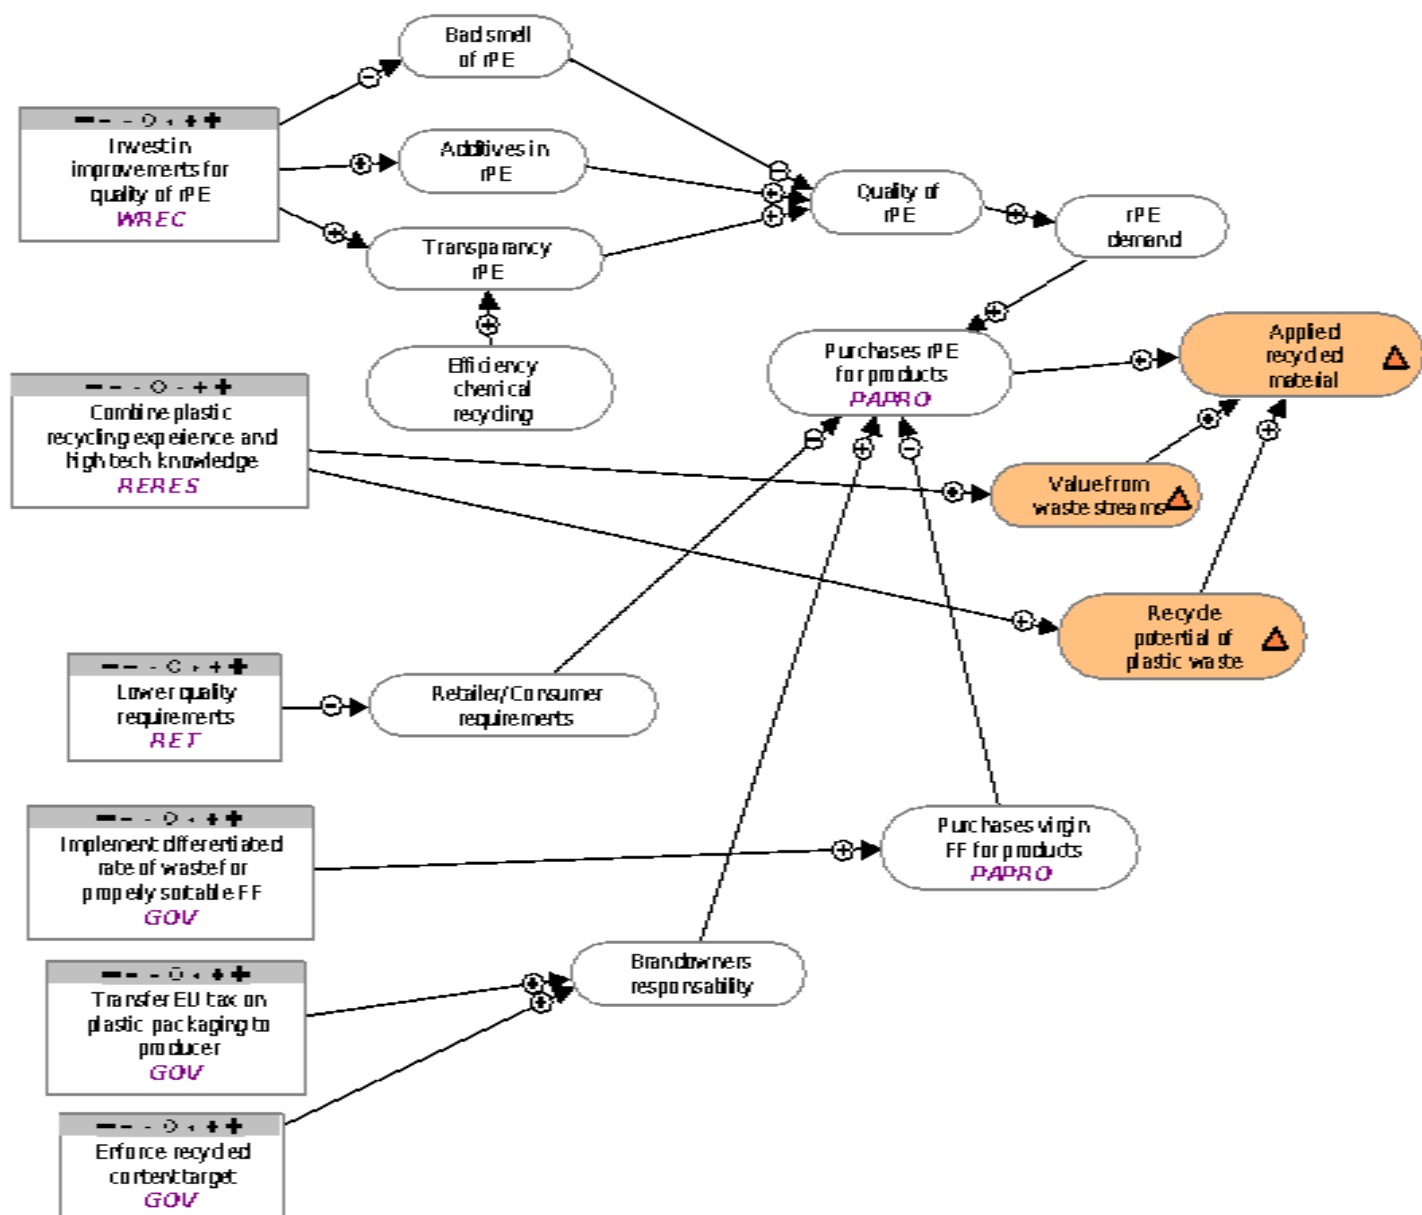 Bad smell
of rPE
Invest in
improvements for
quality of rPE
WREC
Additives in
rPE
Quality of
rPE
rPE
demand
Transparancy
rPE
Efficiency
chemical
recycling
Purchases rPE
for products
PAPRO
Applied
recycled
material
Combine plastic
recycling experience and
high tech knowledge
RERES
Value from
waste streams
Recycle
potential of
plastic waste
Lower quality
requirements
RET
Retailer/Consumer
requirements
Implement differentiated
rate of waste for
properly suitable FF
GOV
Purchases virgin
FF for products
PAPRO
Brandowners
responsability
Transfer EU tax on
plastic packaging to
producer
GOV
Enforce recycled
content target
GOV